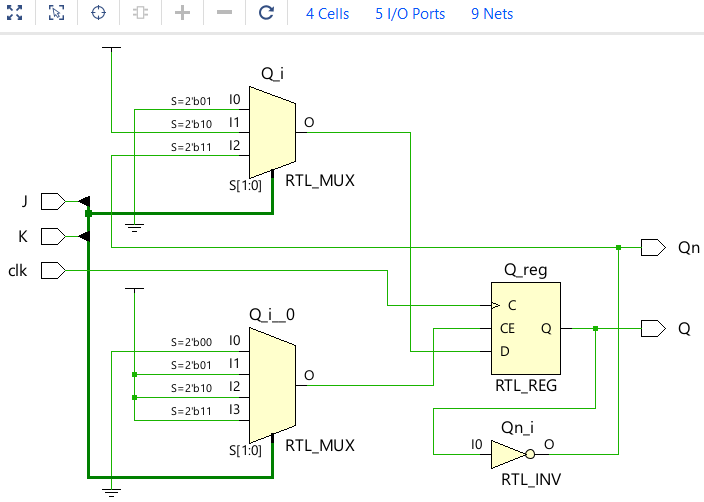 4 Cells 5 I/O Ports 9 Nets
Q_i
S=2'b01 I0
S=2'b10 I1 O
S=2'b11 I2
S[1:0] RTL_MUX
J
K
clk
Qn
Q_reg
C
CE Q
D
RTL_REG
Q
Q_i__0
S=2'b00 I0
S=2'b01 I1
S=2'b10 I2 O
S=2'b11 I3
S[1:0] RTL_MUX
Qn_i
I0 O
RTL_INV